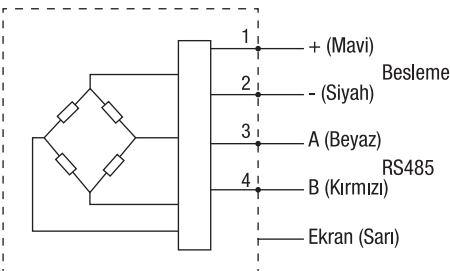 1 + (Mavi)
Besleme
2 - (Siyah)
3 A (Beyaz)
RS485
4 B (Kırmızı)
Ekran (Sarı)